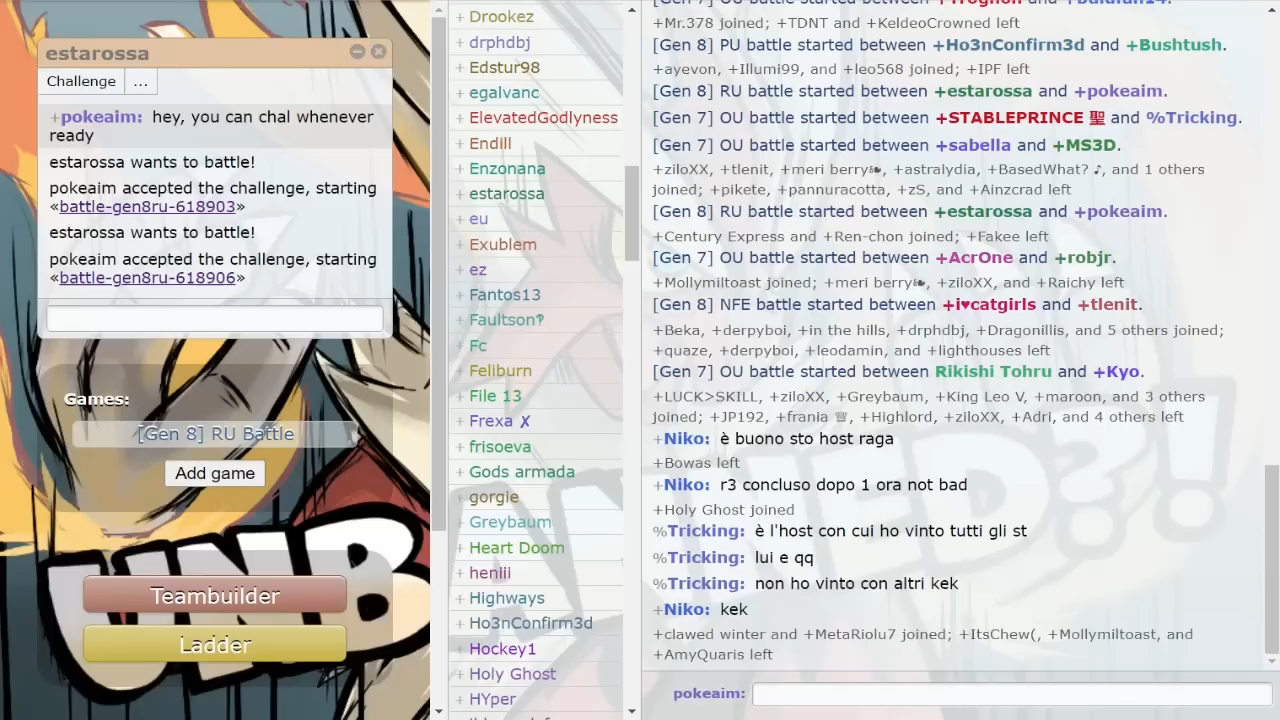 estarossa
Challenge
...
+pokeaim: hey, you can chal whenever
ready
estarossa wants to battle!
pokeaim accepted the challenge, starting
«battle-gen8ru-618903»
estarossa wants to battle!
pokeaim accepted the challenge, starting
«battle-gen8ru-618906»
Games:
[Gen 8] RU Battle
Add game
Teambuilder
Ladder
+ Drookez
+ drphdbj
+ Edstur98
+ egalvanc
+ ElevatedGodlyness
+ Endill
+ Enzonana
+ estarossa
+ eu
+ Exublem
+ ez
+ Fantos13
+ Faultson‽
+ Fc
+ Feliburn
+ File 13
+ Frexa ✗
+ frisoeva
+ Gods armada
+ gorgie
+ Greybaum
+ Heart Doom
+ heniii
+ Highways
+ Ho3nConfirm3d
+ Hockey1
+ Holy Ghost
+ HYper
+Mr.378 joined; +TDNT and +KeldeoCrowned left
[Gen 8] PU battle started between +Ho3nConfirm3d and +Bushtush.
+ayevon, +Illumi99, and +leo568 joined; +IPF left
[Gen 8] RU battle started between +estarossa and +pokeaim.
[Gen 7] OU battle started between +STABLEPRINCE 聖 and %Tricking.
[Gen 7] OU battle started between +sabella and +MS3D.
+ziloXX, +tlenit, +meri berry❧, +astralydia, +BasedWhat? ♪, and 1 others
joined; +pikete, +pannuracotta, +zS, and +Ainzcrad left
[Gen 8] RU battle started between +estarossa and +pokeaim.
+Century Express and +Ren-chon joined; +Fakee left
[Gen 7] OU battle started between +AcrOne and +robjr.
+Mollymiltoast joined; +meri berry❧, +ziloXX, and +Raichy left
[Gen 8] NFE battle started between +i♥catgirls and +tlenit.
+Beka, +derpyboi, +in the hills, +drphdbj, +Dragonillis, and 5 others joined;
+quaze, +derpyboi, +leodamin, and +lighthouses left
[Gen 7] OU battle started between Rikishi Tohru and +Kyo.
+LUCK>SKILL, +ziloXX, +Greybaum, +King Leo V, +maroon, and 3 others
joined; +JP192, +frania ♕, +Highlord, +ziloXX, +Adri, and 4 others left
+Niko: è buono sto host raga
+Bowas left
+Niko: r3 concluso dopo 1 ora not bad
+Holy Ghost joined
%Tricking: è l'host con cui ho vinto tutti gli st
%Tricking: lui e qq
%Tricking: non ho vinto con altri kek
+Niko: kek
+clawed winter and +MetaRiolu7 joined; +ItsChew(, +Mollymiltoast, and
+AmyQuaris left
pokeaim: